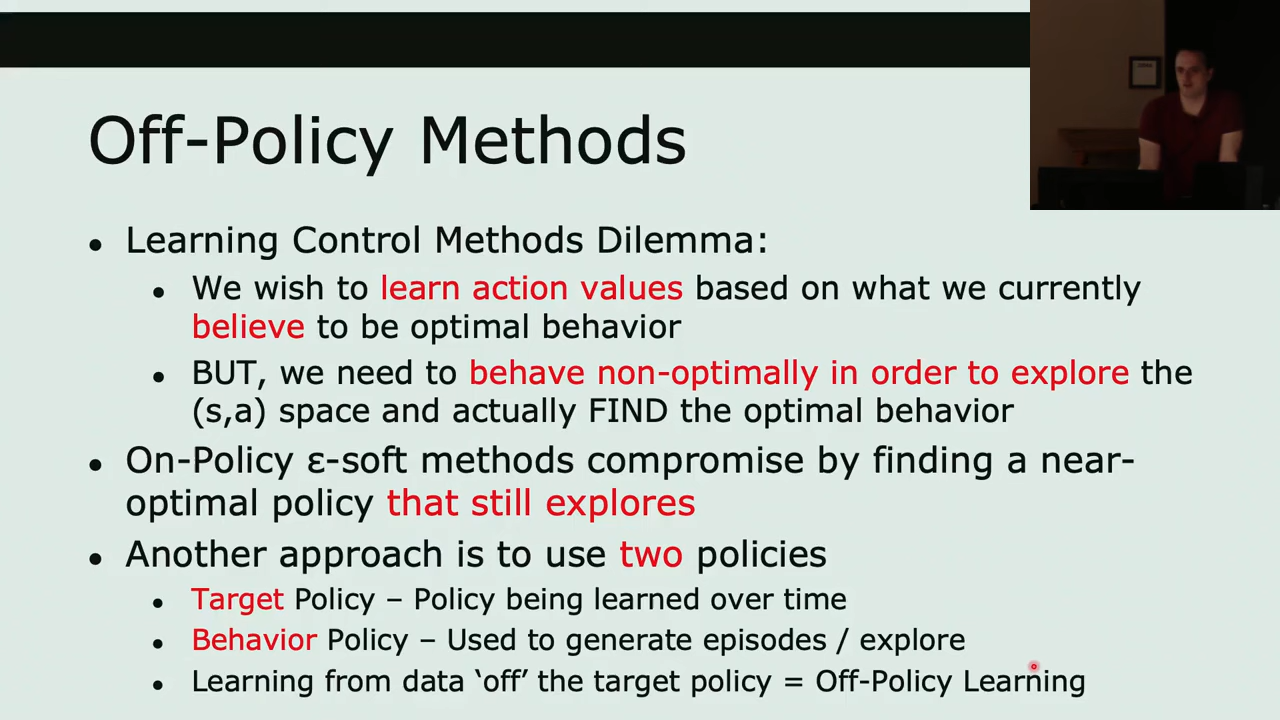 Off-Policy Methods
• Learning Control Methods Dilemma:
• We wish to learn action values based on what we currently
believe to be optimal behavior
• BUT, we need to behave non-optimally in order to explore the
(s,a) space and actually FIND the optimal behavior
• On-Policy ε-soft methods compromise by finding a near-
optimal policy that still explores
• Another approach is to use two policies
• Target Policy – Policy being learned over time
• Behavior Policy – Used to generate episodes / explore
• Learning from data ‘off’ the target policy = Off-Policy Learning